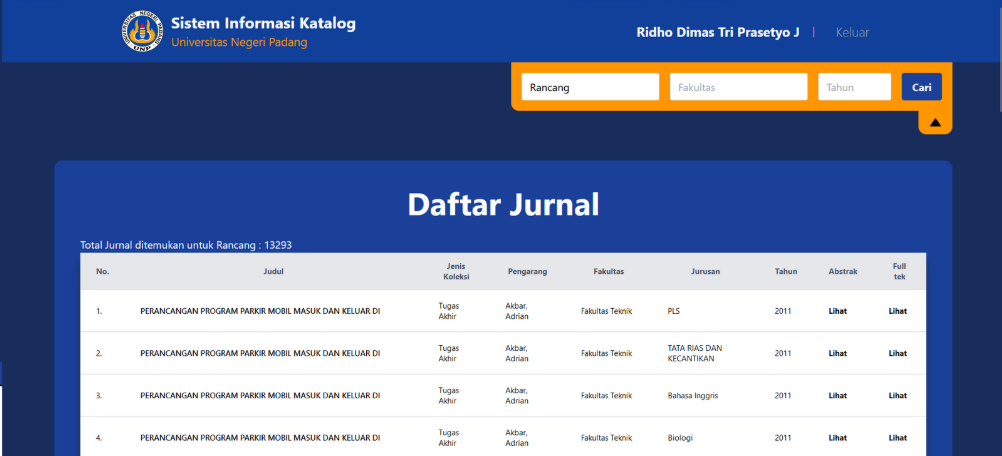 Sistem Informasi Katalog
Universitas Negeri Padang
Ridho Dimas Tri Prasetyo J | Keluar
Rancang Fakultas Tahun Cari
Daftar Jurnal
Total Jurnal ditemukan untuk Rancang : 13293
No. Judul Jenis Koleksi Pengarang Fakultas Jurusan Tahun Abstrak Full tek
1. PERANCANGAN PROGRAM PARKIR MOBIL MASUK DAN KELUAR DI Tugas Akhir Akbar, Adrian Fakultas Teknik PLS 2011 Lihat Lihat
2. PERANCANGAN PROGRAM PARKIR MOBIL MASUK DAN KELUAR DI Tugas Akhir Akbar, Adrian Fakultas Teknik TATA RIAS DAN KECANTIKAN 2011 Lihat Lihat
3. PERANCANGAN PROGRAM PARKIR MOBIL MASUK DAN KELUAR DI Tugas Akhir Akbar, Adrian Fakultas Teknik Bahasa Inggris 2011 Lihat Lihat
4. PERANCANGAN PROGRAM PARKIR MOBIL MASUK DAN KELUAR DI Tugas Akhir Akbar, Adrian Fakultas Teknik Biologi 2011 Lihat Lihat